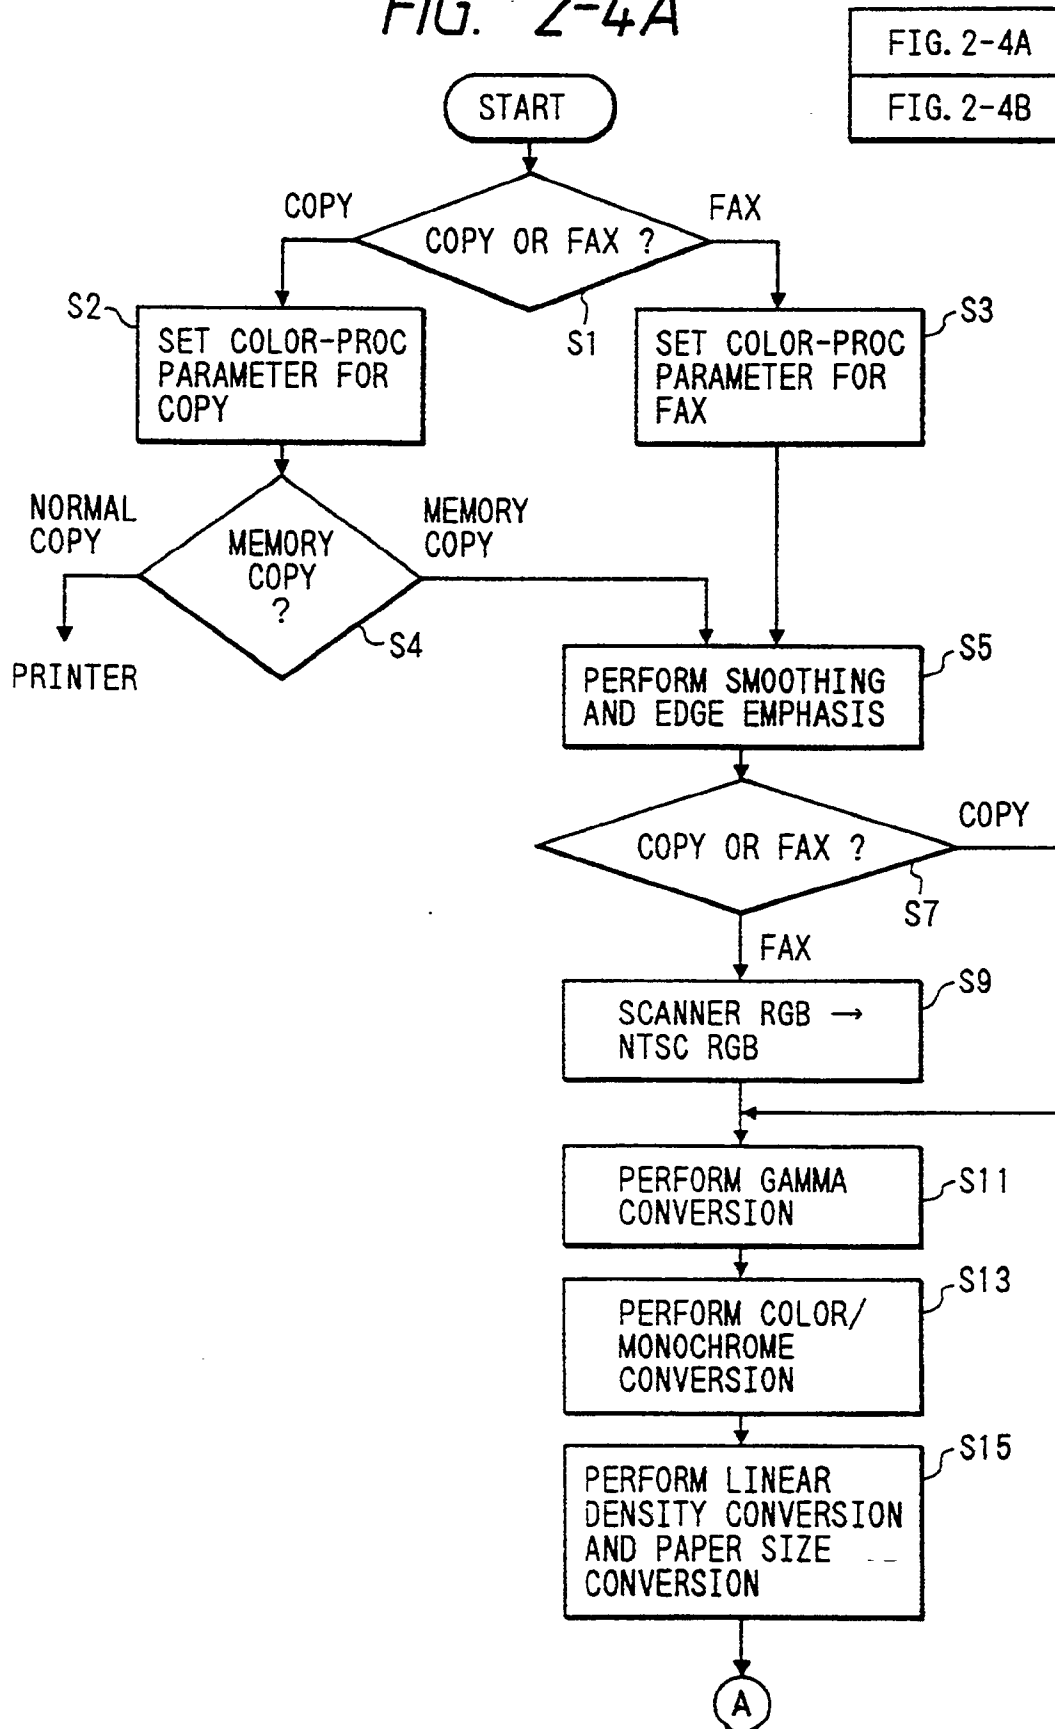 FIG. 2-4A
FIG. 2-4A
FIG. 2-4B
START
COPY
FAX
COPY OR FAX ?
S1
S2
SET COLOR-PROC
PARAMETER FOR
COPY
S3
SET COLOR-PROC
PARAMETER FOR
FAX
NORMAL
COPY
MEMORY
COPY
MEMORY
COPY
?
S4
PRINTER
S5
PERFORM SMOOTHING
AND EDGE EMPHASIS
COPY
COPY OR FAX ?
S7
FAX
S9
SCANNER RGB →
NTSC RGB
S11
PERFORM GAMMA
CONVERSION
S13
PERFORM COLOR/
MONOCHROME
CONVERSION
S15
PERFORM LINEAR
DENSITY CONVERSION
AND PAPER SIZE
CONVERSION
A